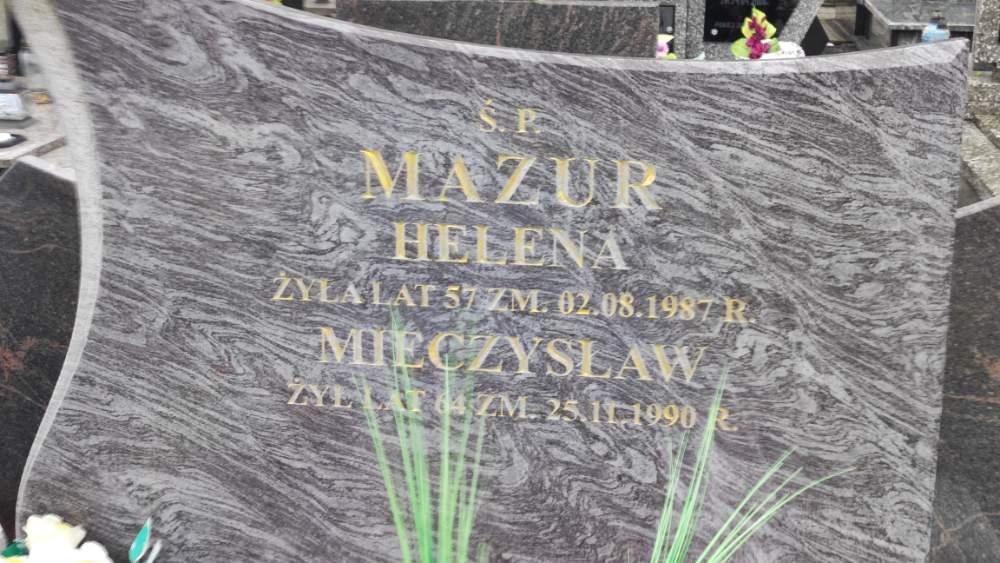 Ś. P.
MAZUR
HELENA
ŻYŁA LAT 57 ZM. 02.08.1987 R.
MIECZYSŁAW
ŻYŁ LAT 64 ZM. 25.11.1990 R.